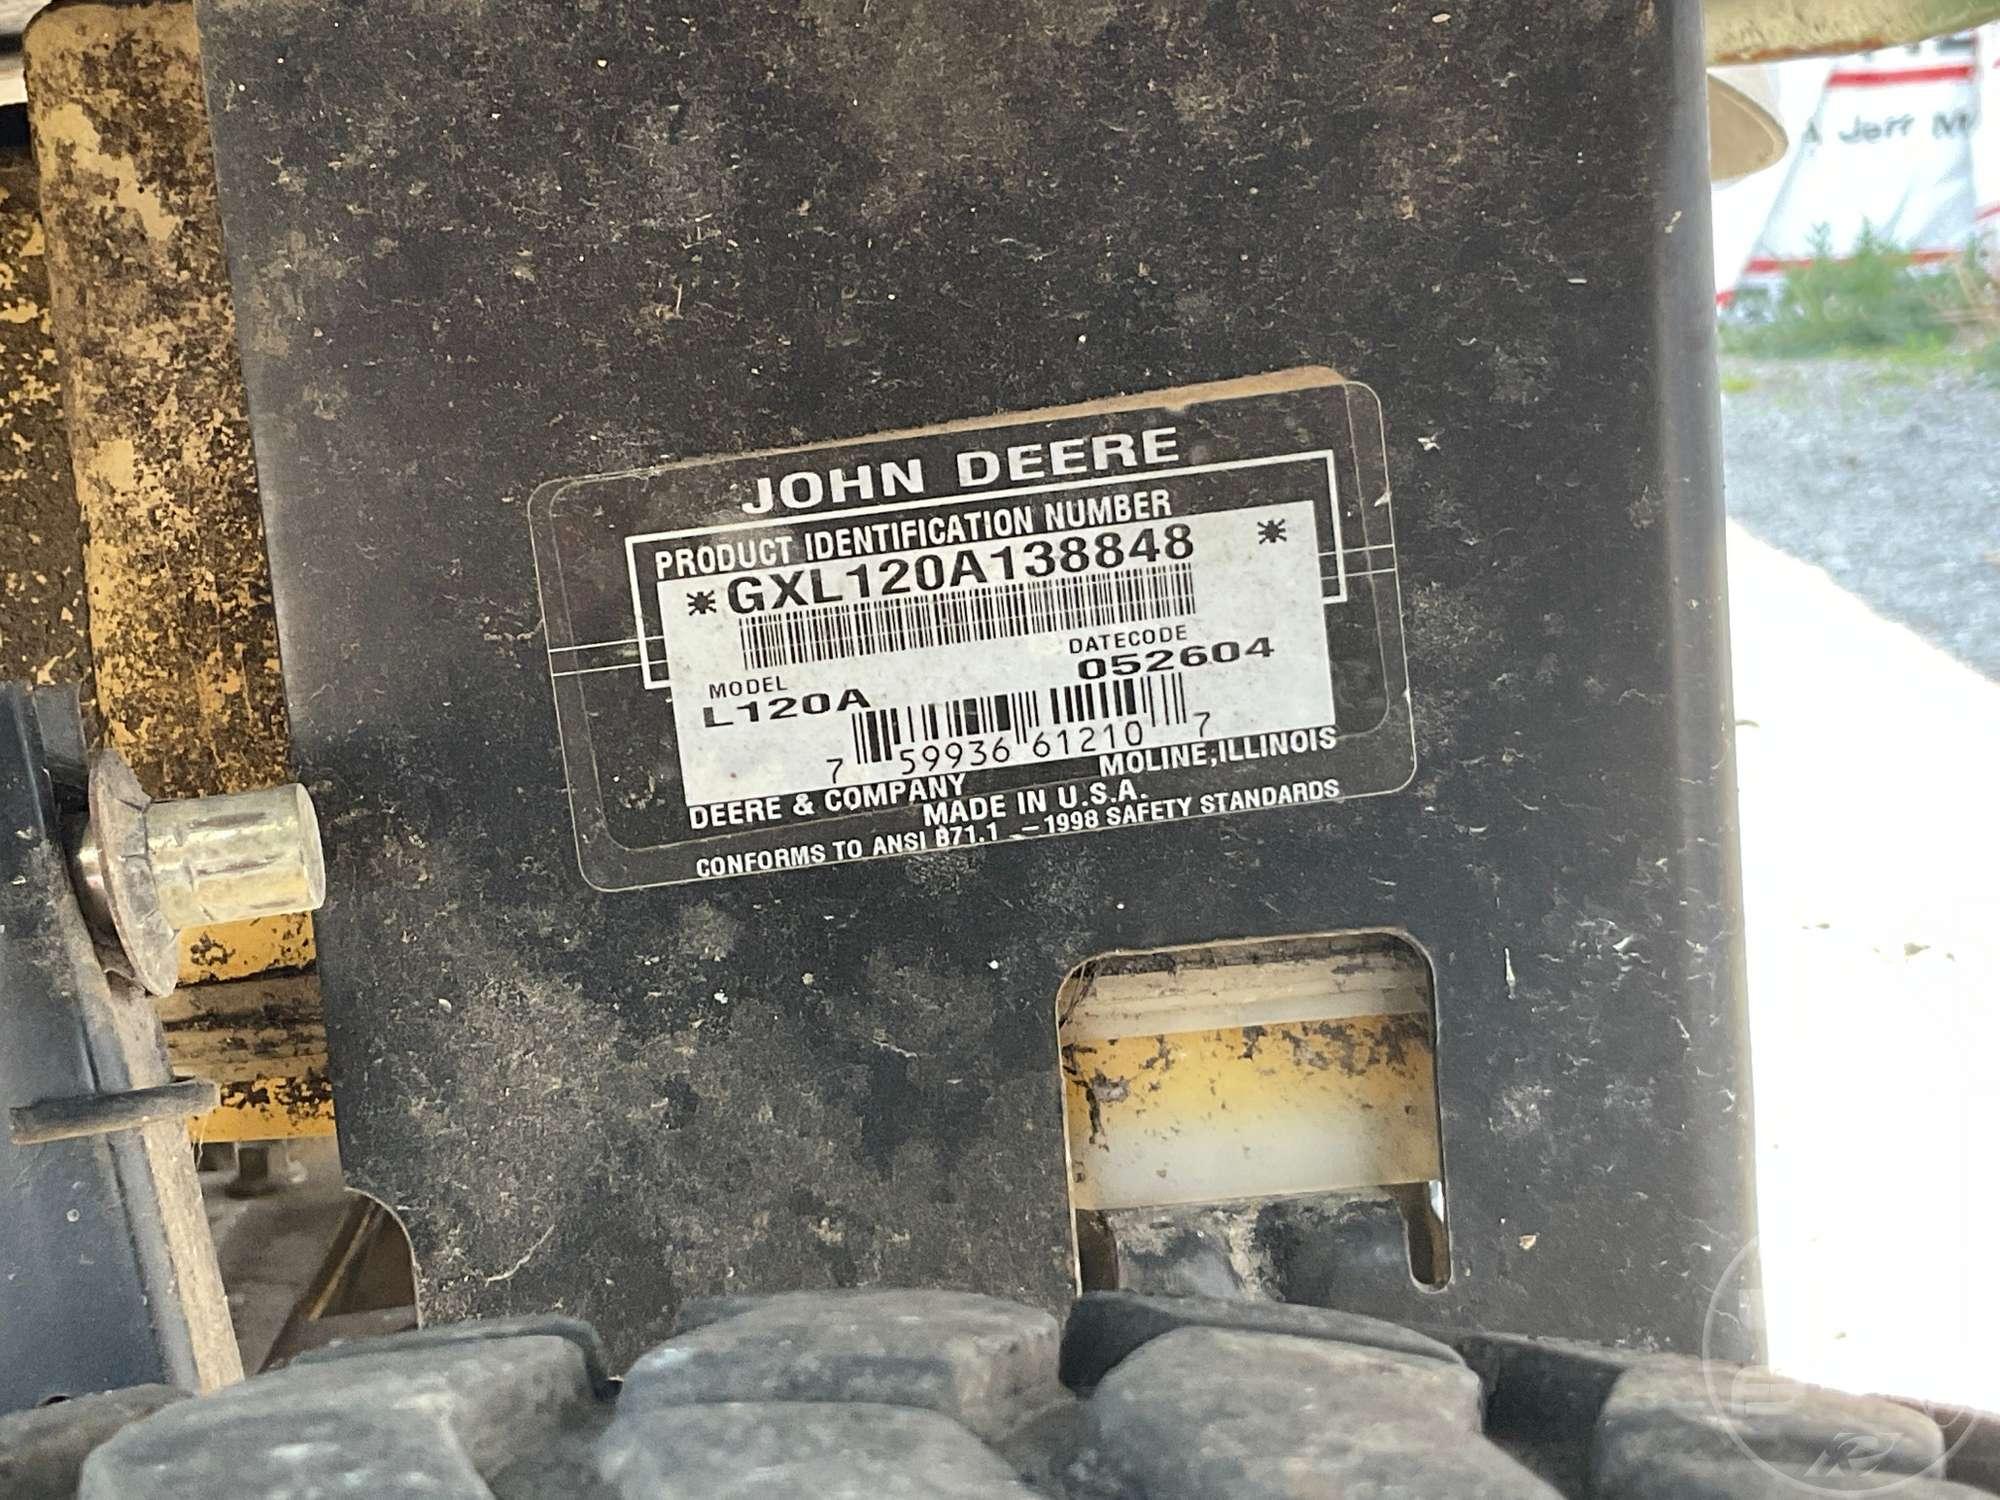 JOHN DEERE
PRODUCT IDENTIFICATION NUMBER
*GXL120A138848 *
DATECODE
052604
MODEL
L120A
7 59936 61210 7
DEERE & COMPANY MOLINE, ILLINOIS
MADE IN U.S.A.
CONFORMS TO ANSI B71.1 – 1998 SAFETY STANDARDS
Jeff M